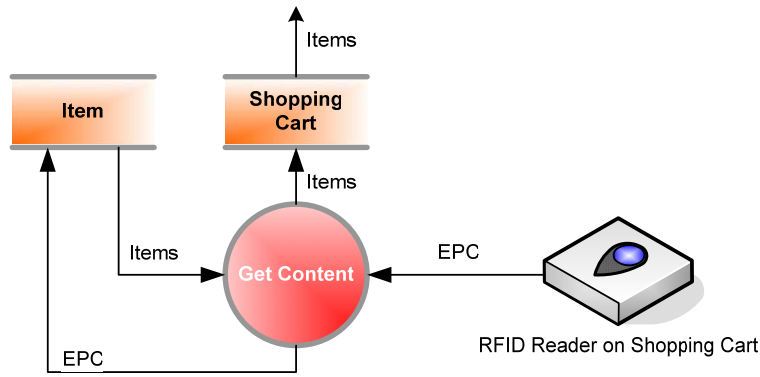 Items
Item
Shopping
Cart
Items
Items
Get Content
EPC
RFID Reader on Shopping Cart
EPC